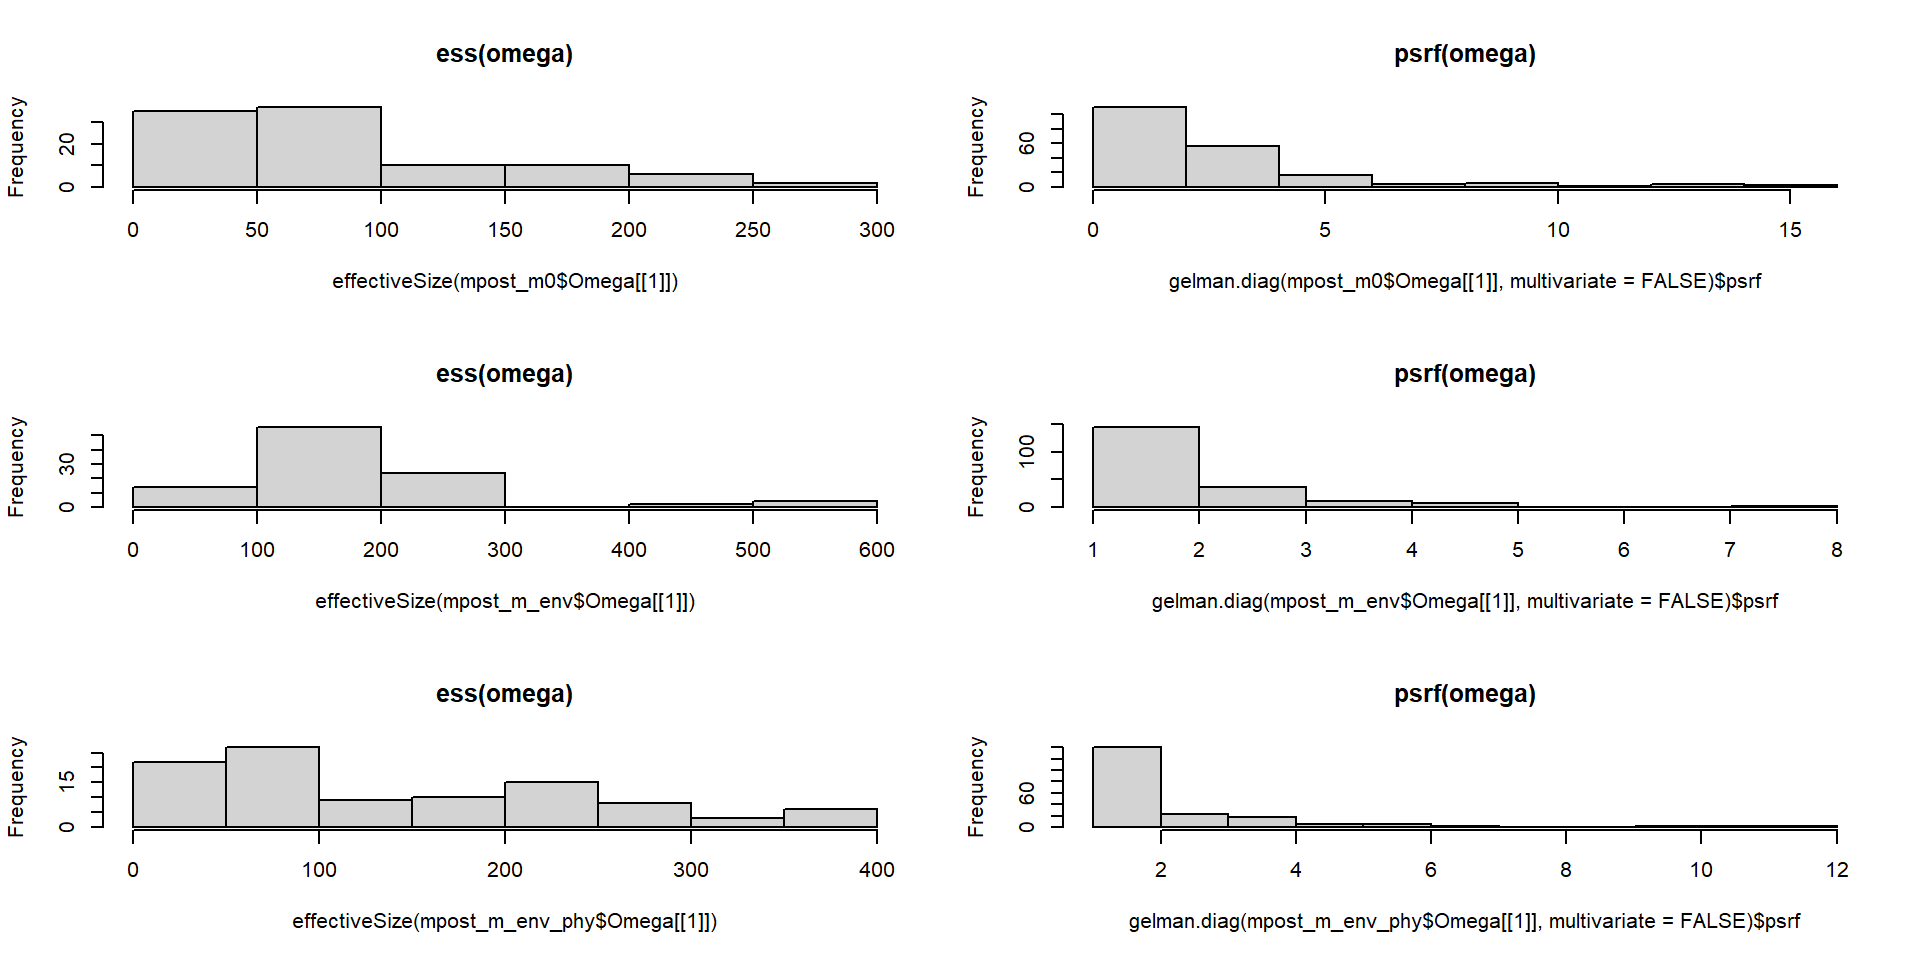 ess(omega)
Frequency
0 20
0 50 100 150 200 250 300
effectiveSize(mpost_m0$Omega[[1]])
psrf(omega)
Frequency
0 60
0 5 10 15
gelman.diag(mpost_m0$Omega[[1]], multivariate = FALSE)$psrf
ess(omega)
Frequency
0 30
0 100 200 300 400 500 600
effectiveSize(mpost_m_env$Omega[[1]])
psrf(omega)
Frequency
0 100
1 2 3 4 5 6 7 8
gelman.diag(mpost_m_env$Omega[[1]], multivariate = FALSE)$psrf
ess(omega)
Frequency
0 15
0 100 200 300 400
effectiveSize(mpost_m_env_phy$Omega[[1]])
psrf(omega)
Frequency
0 60
2 4 6 8 10 12
gelman.diag(mpost_m_env_phy$Omega[[1]], multivariate = FALSE)$psrf